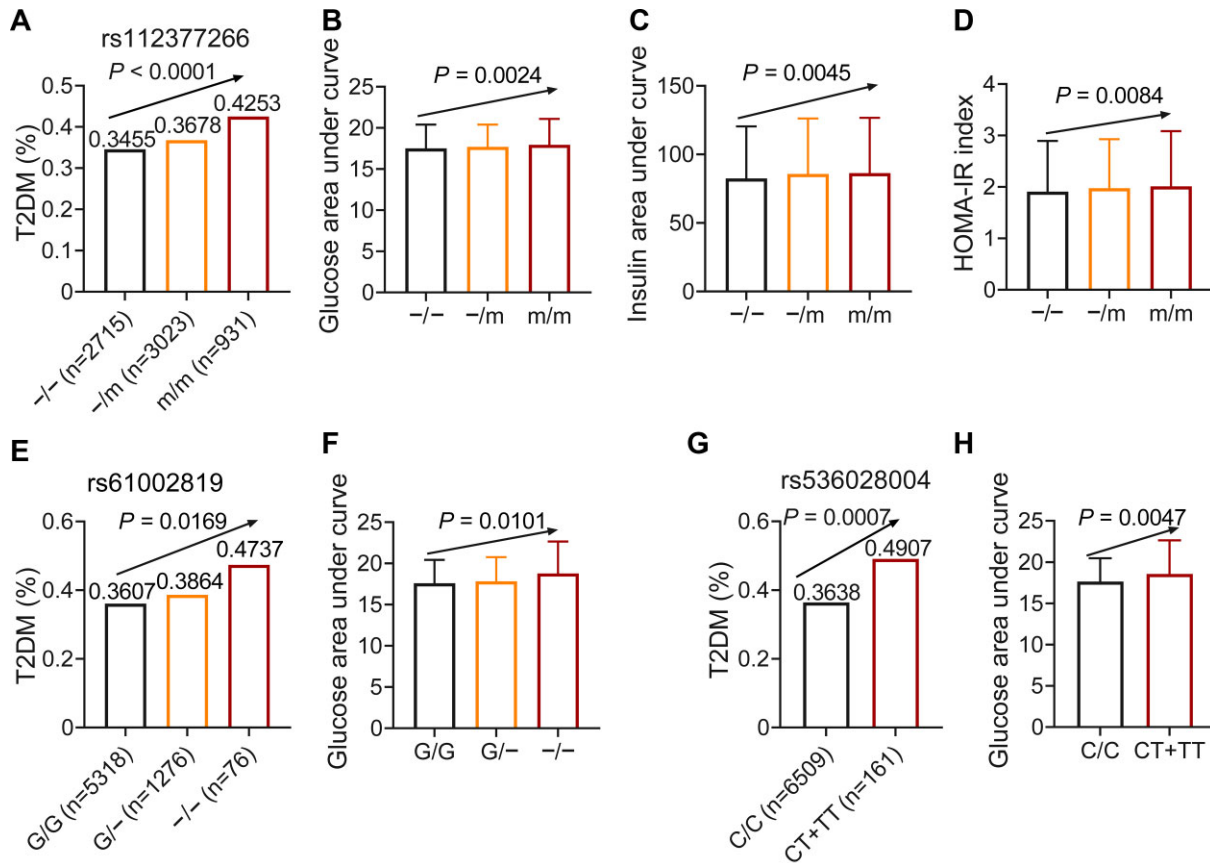 A
rs112377266
P < 0.0001
T2DM (%)
0.5
0.4
0.3
0.2
0.1
0
0.3455
0.3678
0.4253
−/− (n=2715)
−/m (n=3023)
m/m (n=931)
B
P = 0.0024
Glucose area under curve
25
20
15
10
5
0
−/−
−/m
m/m
C
P = 0.0045
Insulin area under curve
150
100
50
0
−/−
−/m
m/m
D
P = 0.0084
HOMA-IR index
4
3
2
1
0
−/−
−/m
m/m
E
rs61002819
P = 0.0169
T2DM (%)
0.6
0.4
0.2
0
0.3607
0.3864
0.4737
G/G (n=5318)
G/− (n=1276)
−/− (n=76)
F
P = 0.0101
Glucose area under curve
25
20
15
10
5
0
G/G
G/−
−/−
G
rs536028004
P = 0.0007
T2DM (%)
0.6
0.4
0.2
0
0.3638
0.4907
C/C (n=6509)
CT+TT (n=161)
H
P = 0.0047
Glucose area under curve
25
20
15
10
5
0
C/C
CT+TT